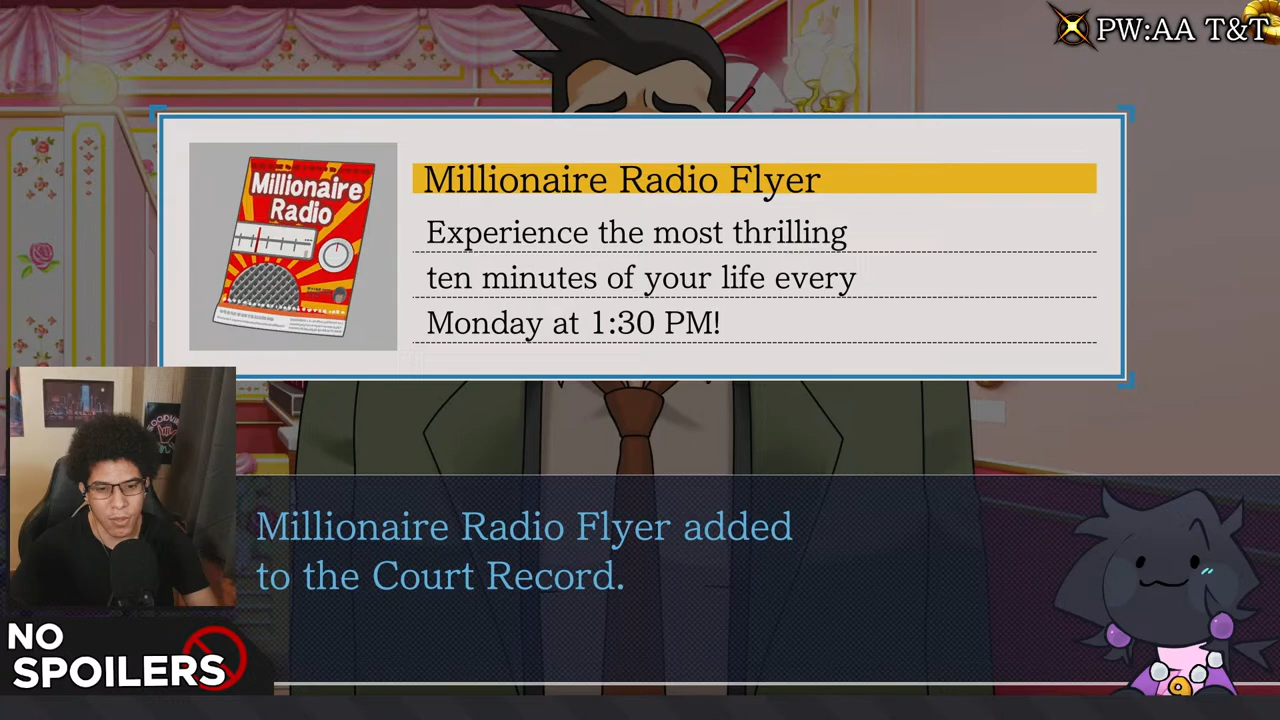 PW:AA T&T
Millionaire Radio Flyer
Millionaire
Radio
Experience the most thrilling
ten minutes of your life every
Monday at 1:30 PM!
Millionaire Radio Flyer added
to the Court Record.
NO
SPOILERS